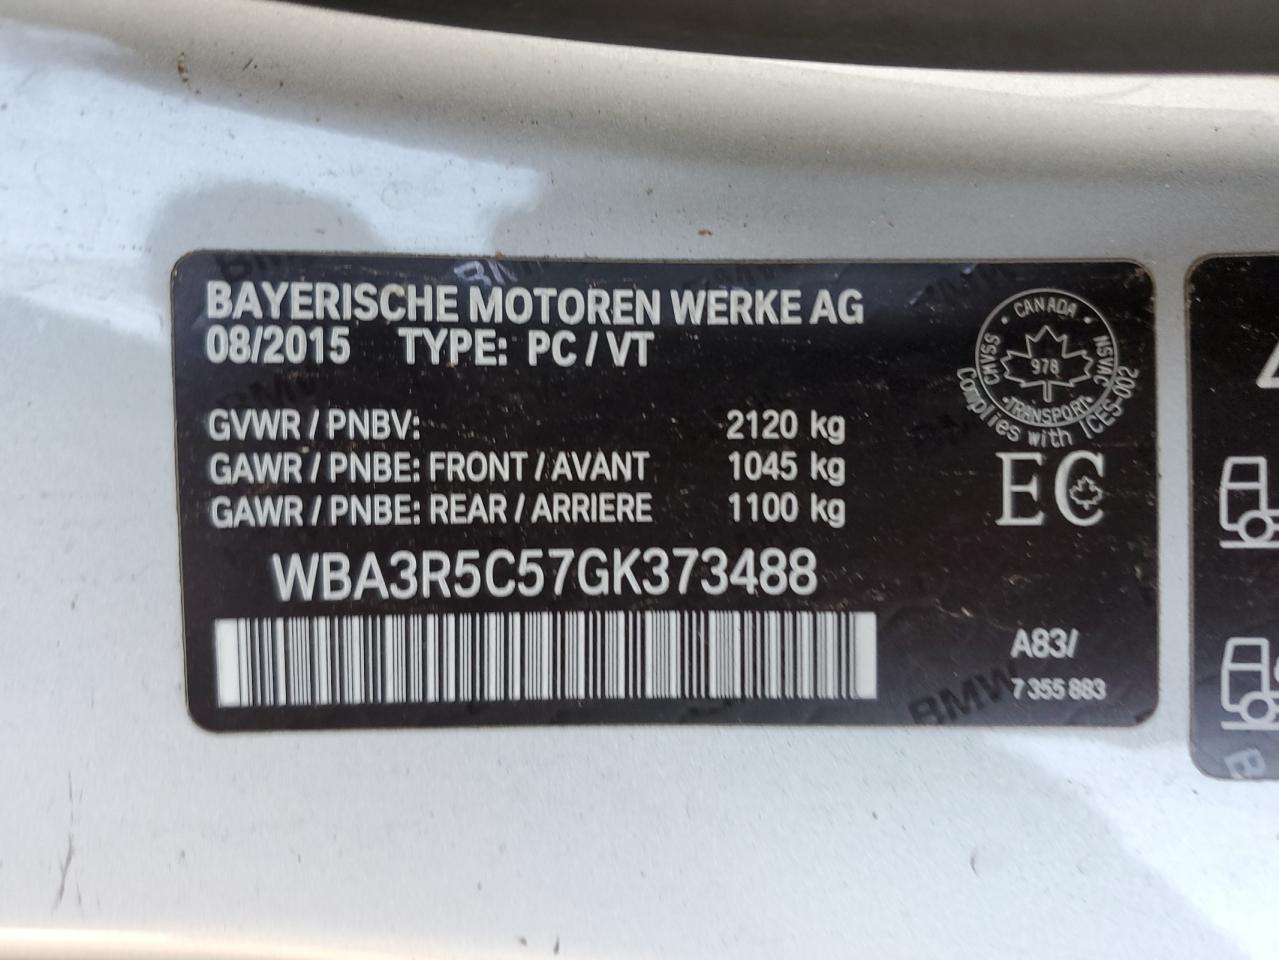 BAYERISCHE MOTOREN WERKE AG
08/2015 TYPE: PC / VT
GVWR / PNBV: 2120 kg
GAWR / PNBE: FRONT / AVANT 1045 kg
GAWR / PNBE: REAR / ARRIERE 1100 kg
WBA3R5C57GK373488
CANADA
CMVSS
NSVAC
978
TRANSPORT
Complies with ICES-002
EC
A83/
7 355 883
BMW